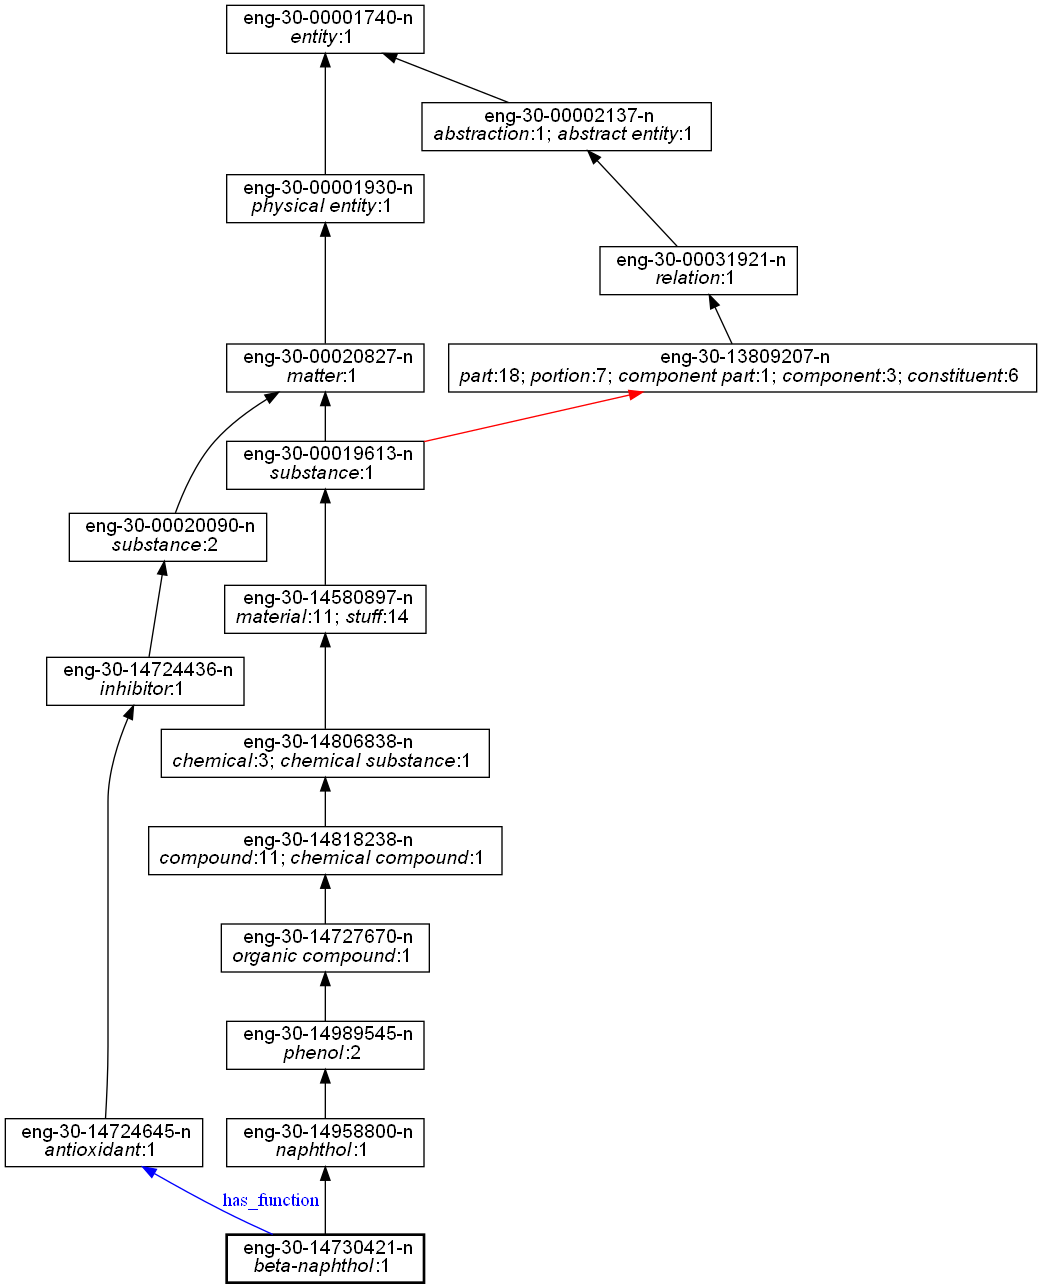 eng-30-00001740-n
entity:1
eng-30-00002137-n
abstraction:1; abstract entity:1
eng-30-00001930-n
physical entity:1
eng-30-00031921-n
relation:1
eng-30-00020827-n
matter:1
eng-30-13809207-n
part:18; portion:7; component part:1; component:3; constituent:6
eng-30-00019613-n
substance:1
eng-30-00020090-n
substance:2
eng-30-14580897-n
material:11; stuff:14
eng-30-14724436-n
inhibitor:1
eng-30-14806838-n
chemical:3; chemical substance:1
eng-30-14818238-n
compound:11; chemical compound:1
eng-30-14727670-n
organic compound:1
eng-30-14989545-n
phenol:2
eng-30-14724645-n
antioxidant:1
eng-30-14958800-n
naphthol:1
has_function
eng-30-14730421-n
beta-naphthol:1